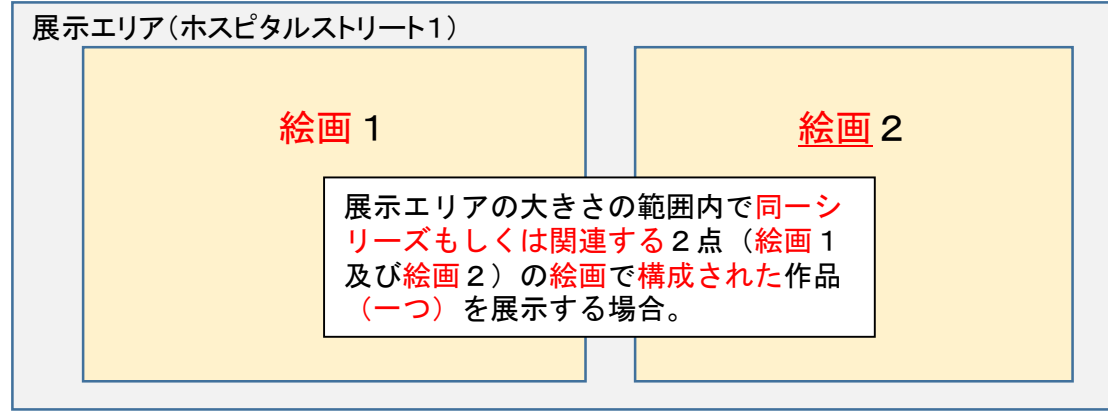 展示エリア（ホスピタルストリート１）
絵画１
絵画２
展示エリアの大きさの範囲内で同一シ
リーズもしくは関連する２点（絵画１
及び絵画２）の絵画で構成された作品
（一つ）を展示する場合。